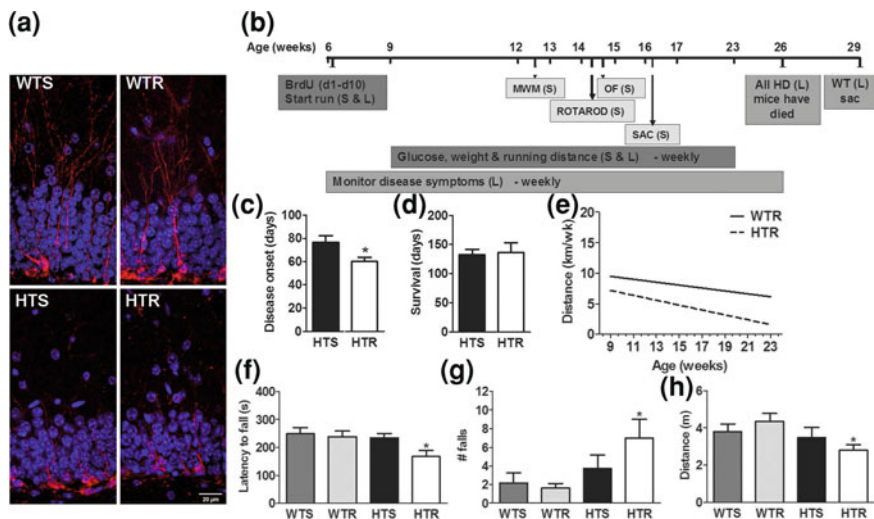 (a)
WTS
WTR
HTS
HTR
20 µm
(b)
Age (weeks)
6 9 12 13 14 15 16 17 23 26 29
BrdU (d1-d10)
Start run (S & L)
MWM (S)
OF (S)
ROTAROD (S)
SAC (S)
All HD (L)
mice have
died
WT (L)
sac
Glucose, weight & running distance (S & L) - weekly
Monitor disease symptoms (L) - weekly
(c)
Disease onset (days)
100
80
60
40
20
0
*
HTS HTR
(d)
Survival (days)
200
150
100
50
0
HTS HTR
(e)
Distance (km/wk)
20
15
10
5
0
WTR
HTR
9 11 13 15 17 19 21 23
Age (weeks)
(f)
Latency to fall (s)
400
300
200
100
0
*
WTS WTR HTS HTR
(g)
# falls
12
10
8
6
4
2
0
*
WTS WTR HTS HTR
(h)
Distance (m)
6
4
2
0
*
WTS WTR HTS HTR